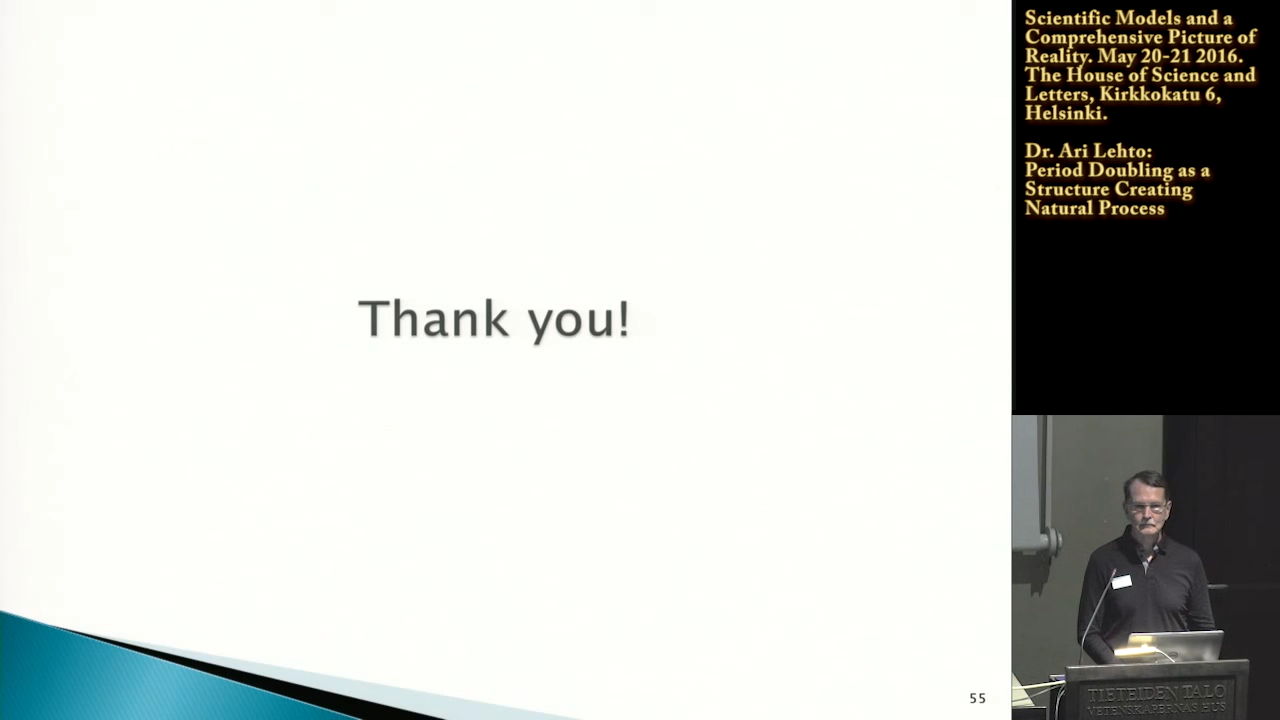 Thank you!
55
Scientific Models and a
Comprehensive Picture of
Reality. May 20-21 2016.
The House of Science and
Letters, Kirkkokatu 6,
Helsinki.
Dr. Ari Lehto:
Period Doubling as a
Structure Creating
Natural Process
TIETEIDEN TALO
VETENSKAPERNAS HUS